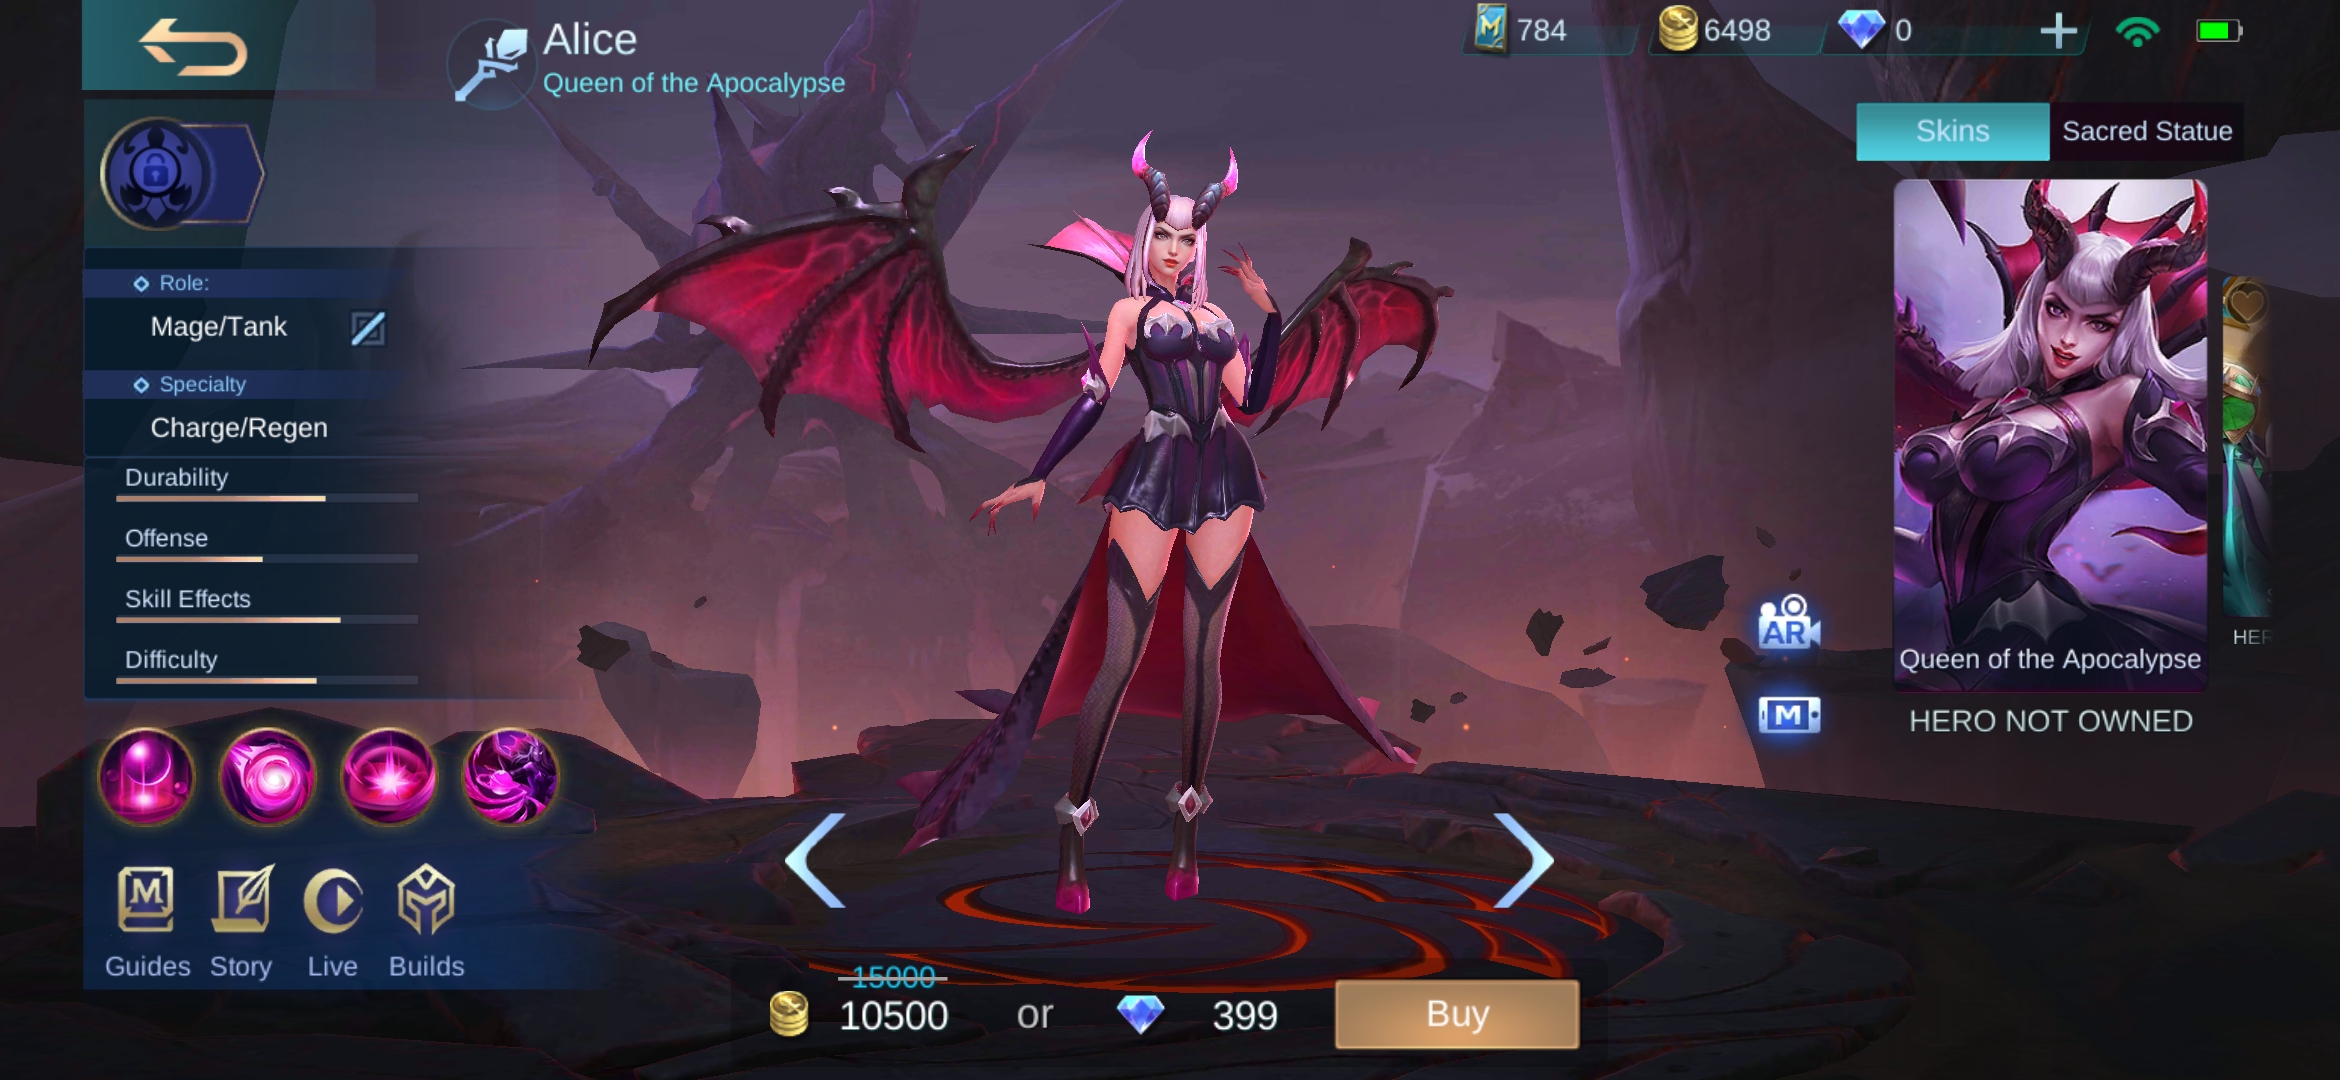 Alice
Queen of the Apocalypse
784
6498
0
Skins
Sacred Statue
Role:
Mage/Tank
Specialty
Charge/Regen
Durability
Offense
Skill Effects
Difficulty
AR
M
Queen of the Apocalypse
HERO NOT OWNED
HER
M
Guides
Story
Live
Builds
15000
10500
or
399
Buy